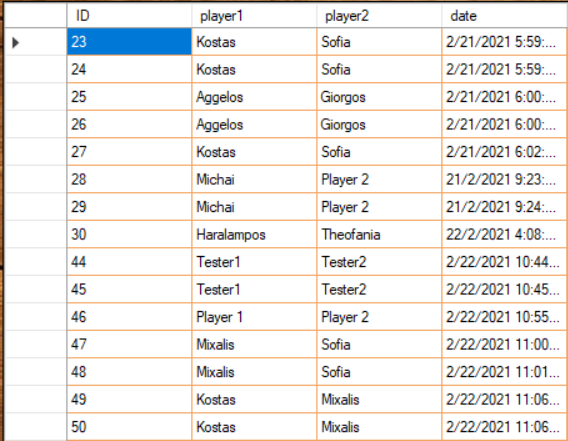 ID player1 player2 date
23 Kostas Sofia 2/21/2021 5:59:...
24 Kostas Sofia 2/21/2021 5:59:...
25 Aggelos Giorgos 2/21/2021 6:00:...
26 Aggelos Giorgos 2/21/2021 6:00:...
27 Kostas Sofia 2/21/2021 6:02:...
28 Michai Player 2 21/2/2021 9:23:...
29 Michai Player 2 21/2/2021 9:24:...
30 Haralampos Theofania 22/2/2021 4:08:...
44 Tester1 Tester2 2/22/2021 10:44...
45 Tester1 Tester2 2/22/2021 10:45...
46 Player 1 Player 2 2/22/2021 10:55...
47 Mixalis Sofia 2/22/2021 11:00...
48 Mixalis Sofia 2/22/2021 11:01...
49 Kostas Mixalis 2/22/2021 11:06...
50 Kostas Mixalis 2/22/2021 11:06...